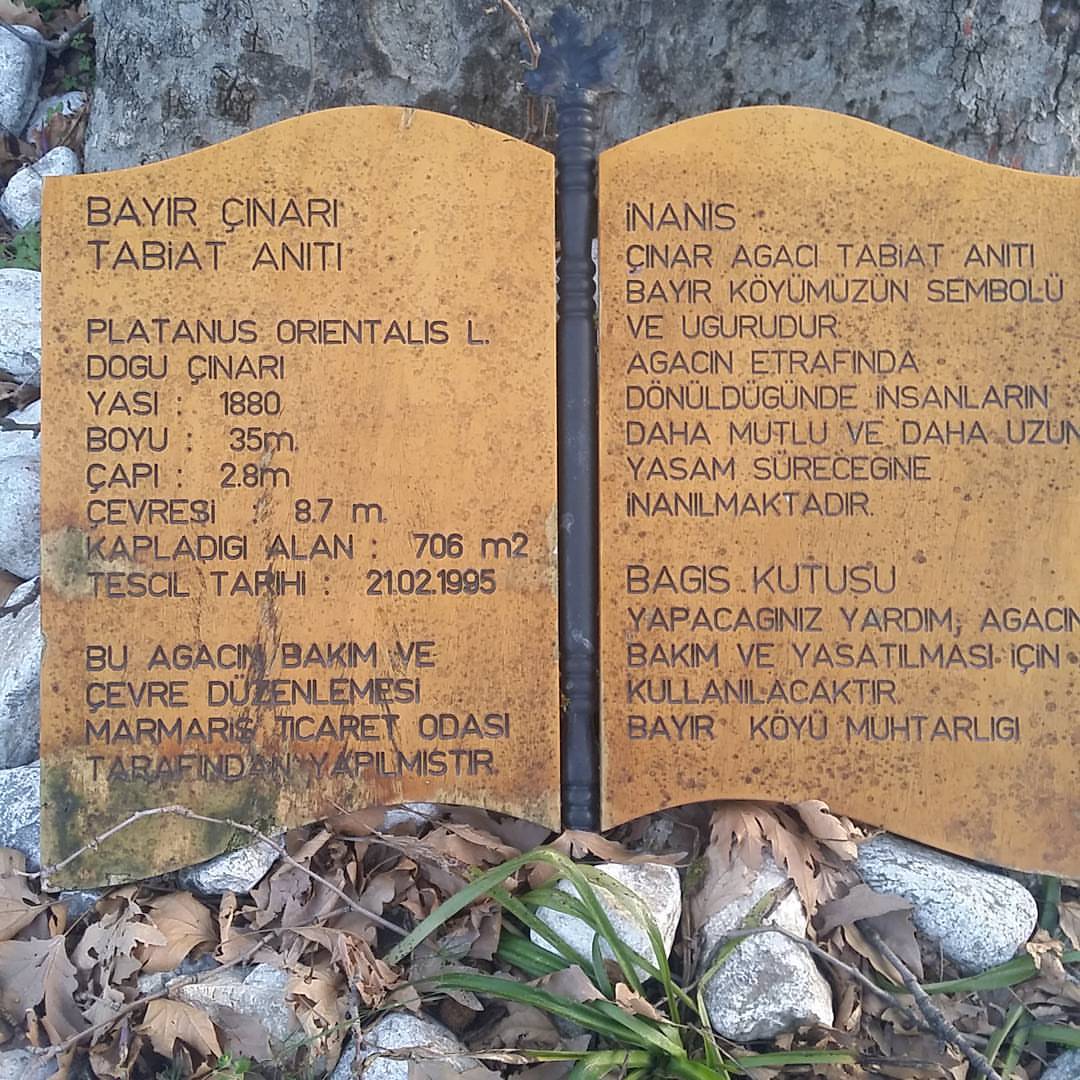 BAYIR ÇINARI
TABİAT ANITI
PLATANUS ORIENTALIS L.
DOGU ÇINARI
YASI : 1880
BOYU : 35m.
ÇAPI : 2.8m
ÇEVRESİ : 8.7 m.
KAPLADIGI ALAN : 706 m2
TESCİL TARİHİ : 21.02.1995
BU AGACIN BAKIM VE
ÇEVRE DÜZENLEMESİ
MARMARİS TİCARET ODASI
TARAFINDAN YAPILMISTIR.
İNANIS
ÇINAR AGACI TABİAT ANITI
BAYIR KÖYÜMÜZÜN SEMBOLÜ
VE UGURUDUR.
AGACIN ETRAFINDA
DÖNÜLDÜGÜNDE İNSANLARIN
DAHA MUTLU VE DAHA UZUN
YASAM SÜRECEGİNE
İNANILMAKTADIR.
BAGIS KUTUSU
YAPACAGINIZ YARDIM, AGACIN
BAKIM VE YASATILMASI İÇİN
KULLANILACAKTIR.
BAYIR KÖYÜ MUHTARLIGI